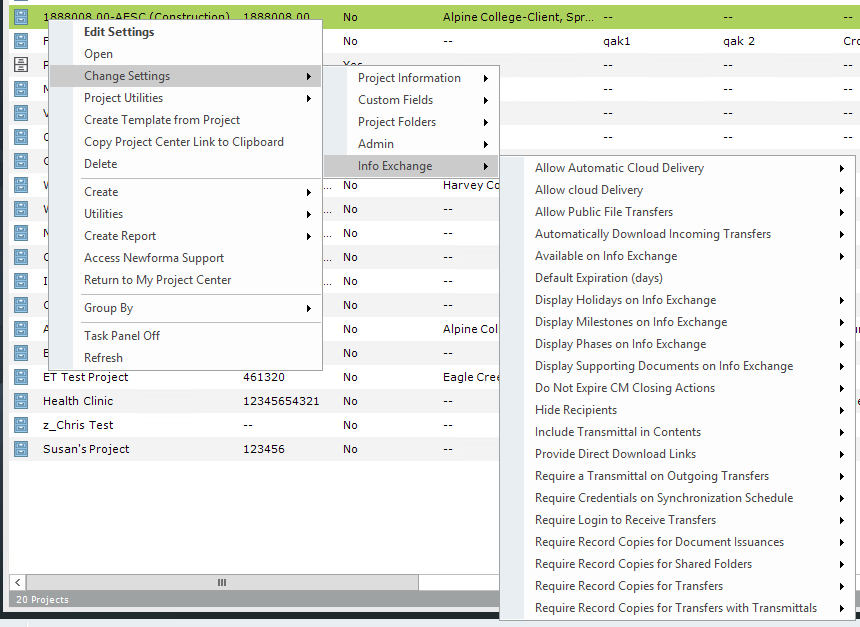 1888008.00-AESC (Construction) 1888008.00 No Alpine College-Client, Spr... -- -- --
F No -- qak1 qak 2 Cro
Edit Settings
Open
Change Settings
Project Utilities
Create Template from Project
Copy Project Center Link to Clipboard
Delete
Create
Utilities
Create Report
Access Newforma Support
Return to My Project Center
Group By
Task Panel Off
Refresh
Project Information
Custom Fields
Project Folders
Admin
Info Exchange
Allow Automatic Cloud Delivery
Allow cloud Delivery
Allow Public File Transfers
Automatically Download Incoming Transfers
Available on Info Exchange
Default Expiration (days)
Display Holidays on Info Exchange
Display Milestones on Info Exchange
Display Phases on Info Exchange
Display Supporting Documents on Info Exchange
Do Not Expire CM Closing Actions
Hide Recipients
Include Transmittal in Contents
Provide Direct Download Links
Require a Transmittal on Outgoing Transfers
Require Credentials on Synchronization Schedule
Require Login to Receive Transfers
Require Record Copies for Document Issuances
Require Record Copies for Shared Folders
Require Record Copies for Transfers
Require Record Copies for Transfers with Transmittals
-- -- --
-- -- --
-- -- --
-- -- --
... No Harvey Co
... No --
... No --
... No --
... No --
No --
No Alpine Col
No --
ET Test Project 461320 No Eagle Cree
Health Clinic 12345654321 No --
z_Chris Test -- No --
Susan's Project 123456 No --
20 Projects